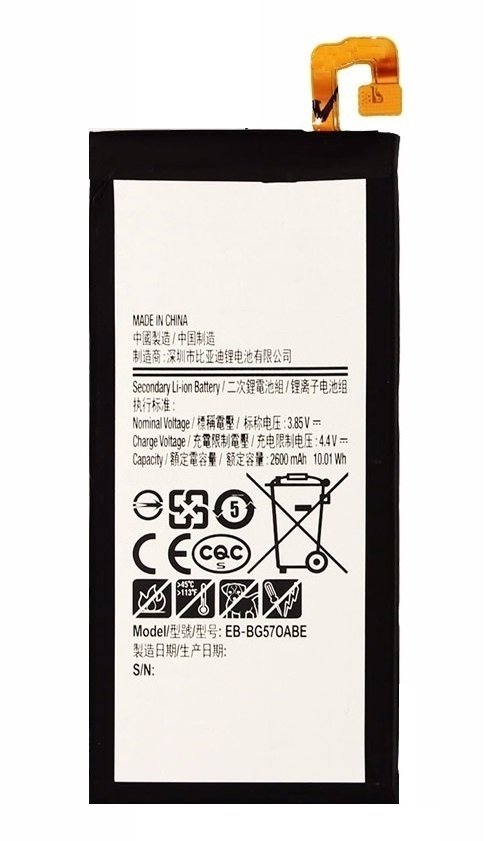 MADE IN CHINA
中國製造 / 中国制造
制造商 : 深圳市比亚迪锂电池有限公司
Secondary Li-ion Battery / 二次鋰電池組 / 锂离子电池组
执行标准 :
Nominal Voltage / 標稱電壓 / 标称电压 : 3.85 V ⎓
Charge Voltage / 充電限制電壓 / 充电限制电压 : 4.4 V ⎓
Capacity / 額定電容量 / 额定容量 : 2600 mAh 10.01 Wh
5
CE CQC
S
>45°C
>113°F
Model/型號/型号: EB-BG570ABE
製造日期/生产日期:
S/N: